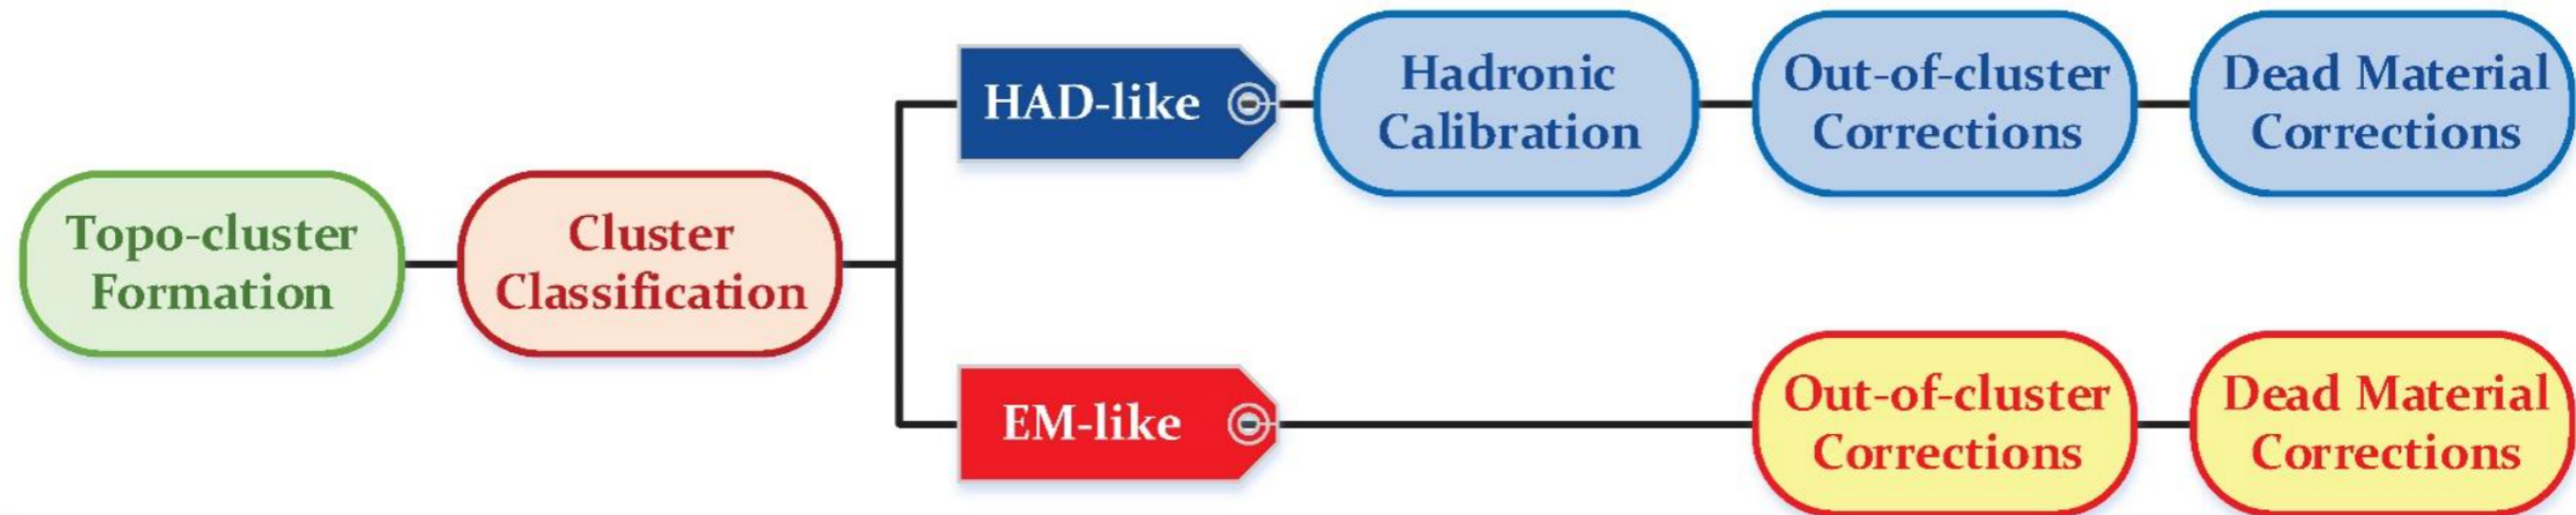 Topo-cluster
Formation
Cluster
Classification
HAD-like
Hadronic
Calibration
Out-of-cluster
Corrections
Dead Material
Corrections
EM-like
Out-of-cluster
Corrections
Dead Material
Corrections